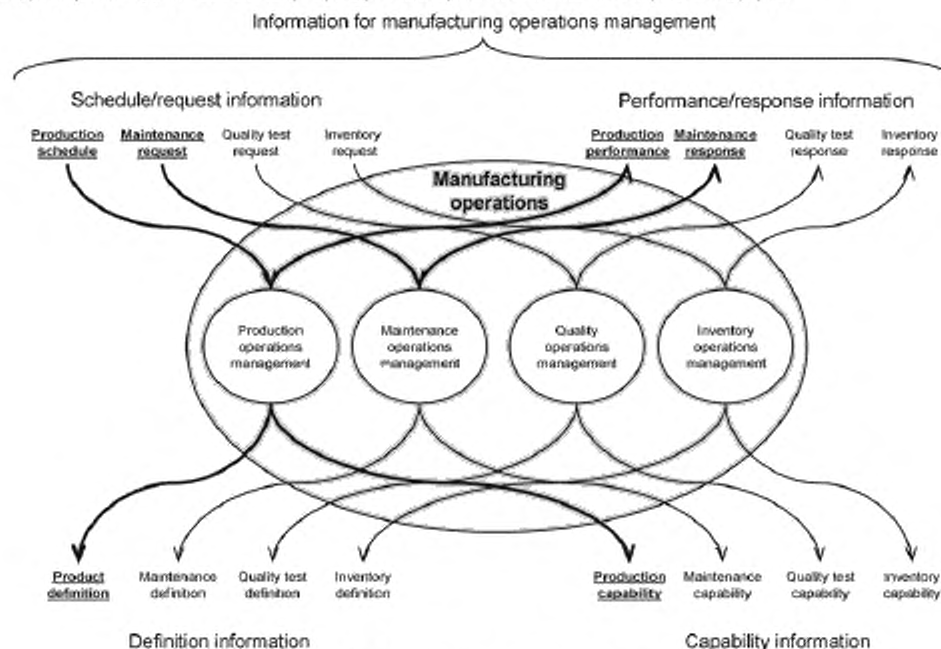 Information for manufacturing operations management
Schedule/request information
Performance/response information
Production
schedule
Maintenance
request
Quality test
request
Inventory
request
Production
performance
Maintenance
response
Quality test
response
Inventory
response
Manufacturing
operations
Production
operations
management
Maintenance
operations
management
Quality
operations
management
Inventory
operations
management
Product
definition
Maintenance
definition
Quality test
definition
Inventory
definition
Production
capability
Maintenance
capability
Quality test
capability
Inventory
capability
Definition information
Capability information